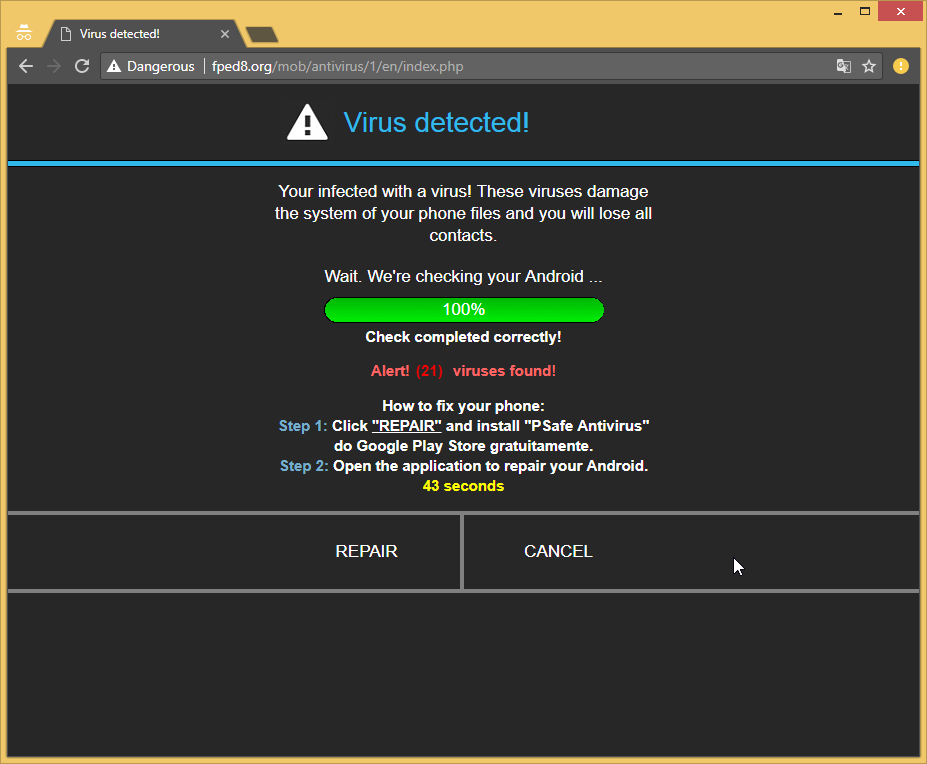 Virus detected!
Dangerous fped8.org/mob/antivirus/1/en/index.php
Virus detected!
Your infected with a virus! These viruses damage
the system of your phone files and you will lose all
contacts.
Wait. We're checking your Android ...
100%
Check completed correctly!
Alert! (21) viruses found!
How to fix your phone:
Step 1: Click "REPAIR" and install "PSafe Antivirus"
do Google Play Store gratuitamente.
Step 2: Open the application to repair your Android.
43 seconds
REPAIR CANCEL